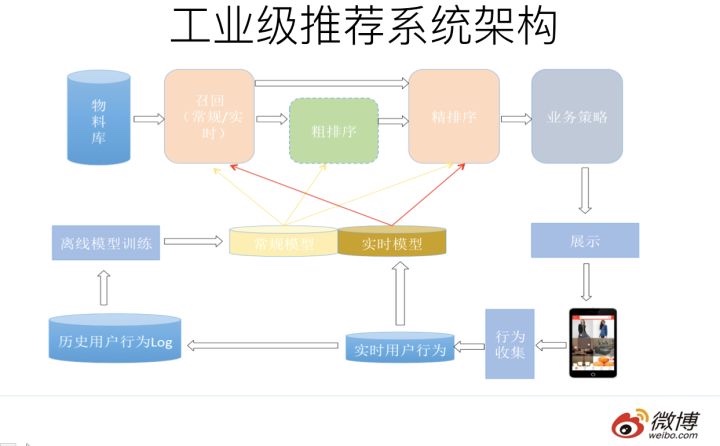 工业级推荐系统架构
物
料
库
召回
（常规/实
时）
粗排序
精排序
业务策略
离线模型训练
常规模型
实时模型
展示
历史用户行为Log
实时用户行为
行为
收集
微博
weibo.com